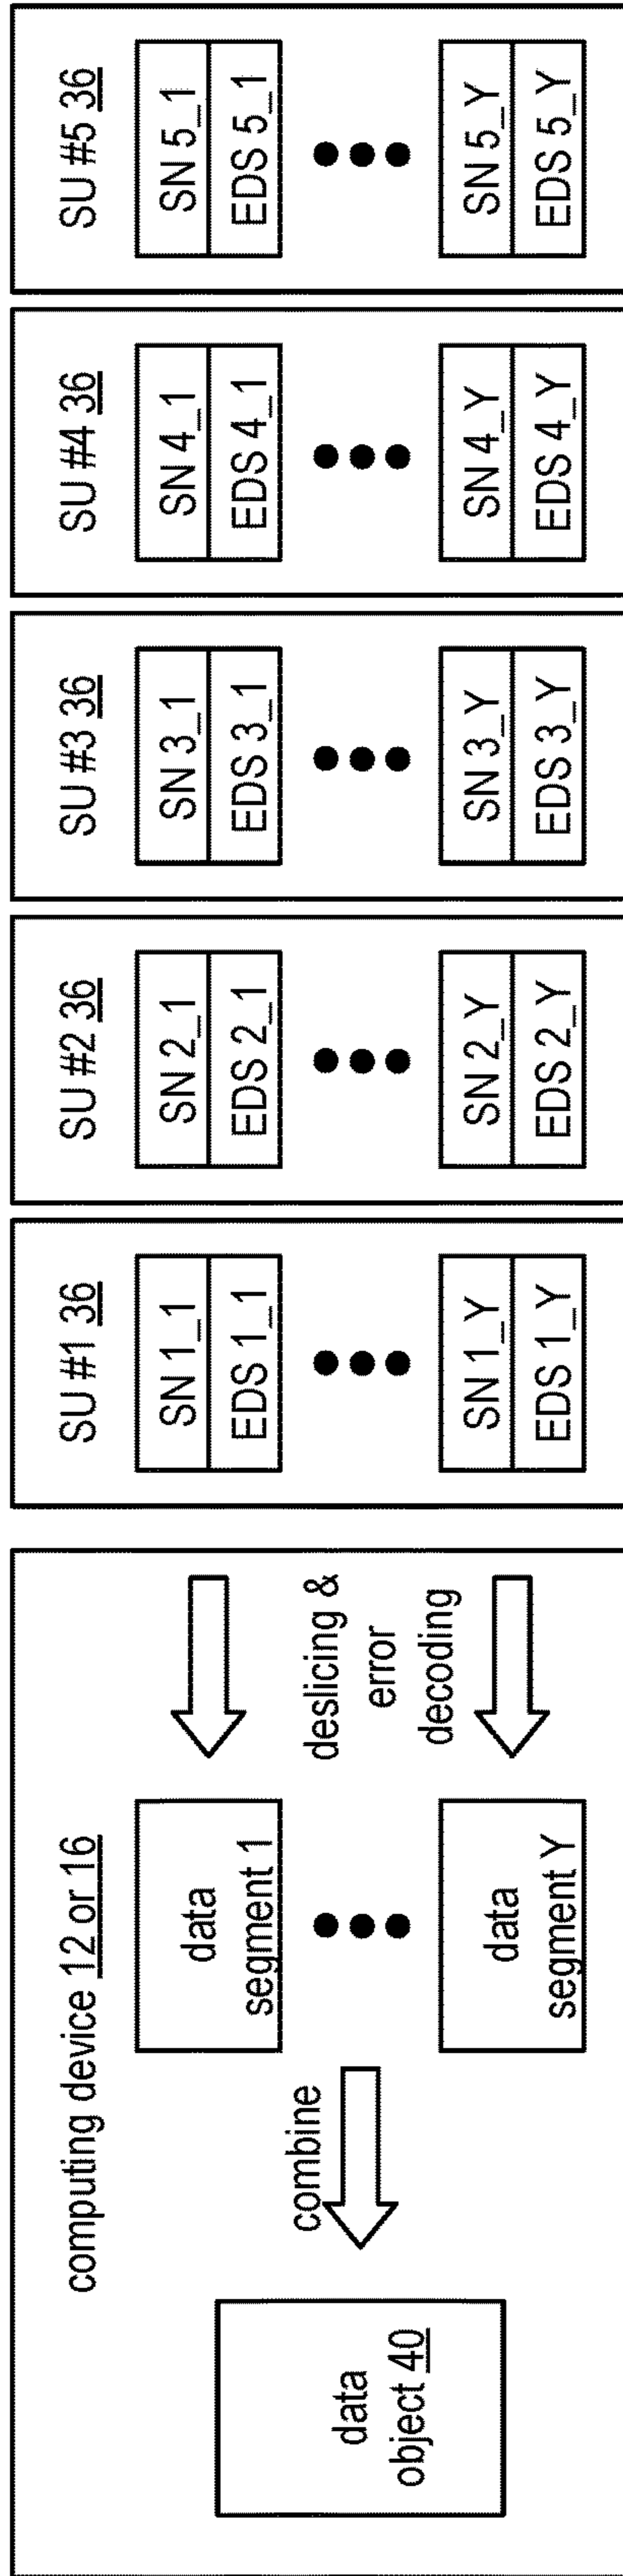 computing device 12 or 16
data
object 40
combine
data
segment 1
data
segment Y
deslicing &
error
decoding
SU #1 36
SN 1_1
EDS 1_1
SN 1_Y
EDS 1_Y
SU #2 36
SN 2_1
EDS 2_1
SN 2_Y
EDS 2_Y
SU #3 36
SN 3_1
EDS 3_1
SN 3_Y
EDS 3_Y
SU #4 36
SN 4_1
EDS 4_1
SN 4_Y
EDS 4_Y
SU #5 36
SN 5_1
EDS 5_1
SN 5_Y
EDS 5_Y